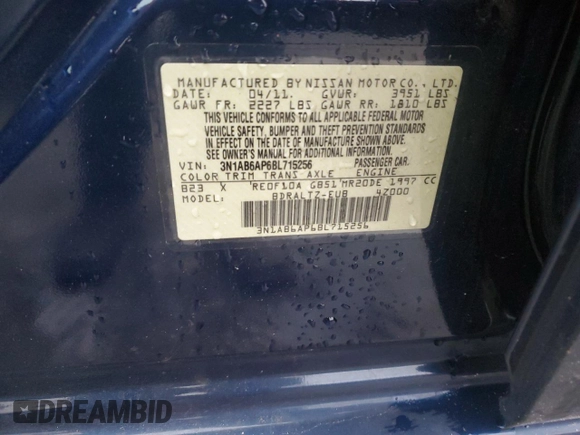 MANUFACTURED BY NISSAN MOTOR CO., LTD.
DATE: 04/11. GVWR: 3951 LBS
GAWR FR: 2227 LBS GAWR RR: 1810 LBS
THIS VEHICLE CONFORMS TO ALL APPLICABLE FEDERAL MOTOR
VEHICLE SAFETY, BUMPER AND THEFT PREVENTION STANDARDS
IN EFFECT ON THE DATE OF MANUFACTURE SHOWN ABOVE.
SEE OWNER'S MANUAL FOR ADDITIONAL INFORMATION.
VIN: 3N1AB6AP6BL715256 PASSENGER CAR.
COLOR TRIM TRANS AXLE ENGINE
B23 X RE0F10A GB51 MR20DE 1997 CC
MODEL: BDRALTZ-EUB 4Z000
3N1AB6AP6BL715256
DREAMBID